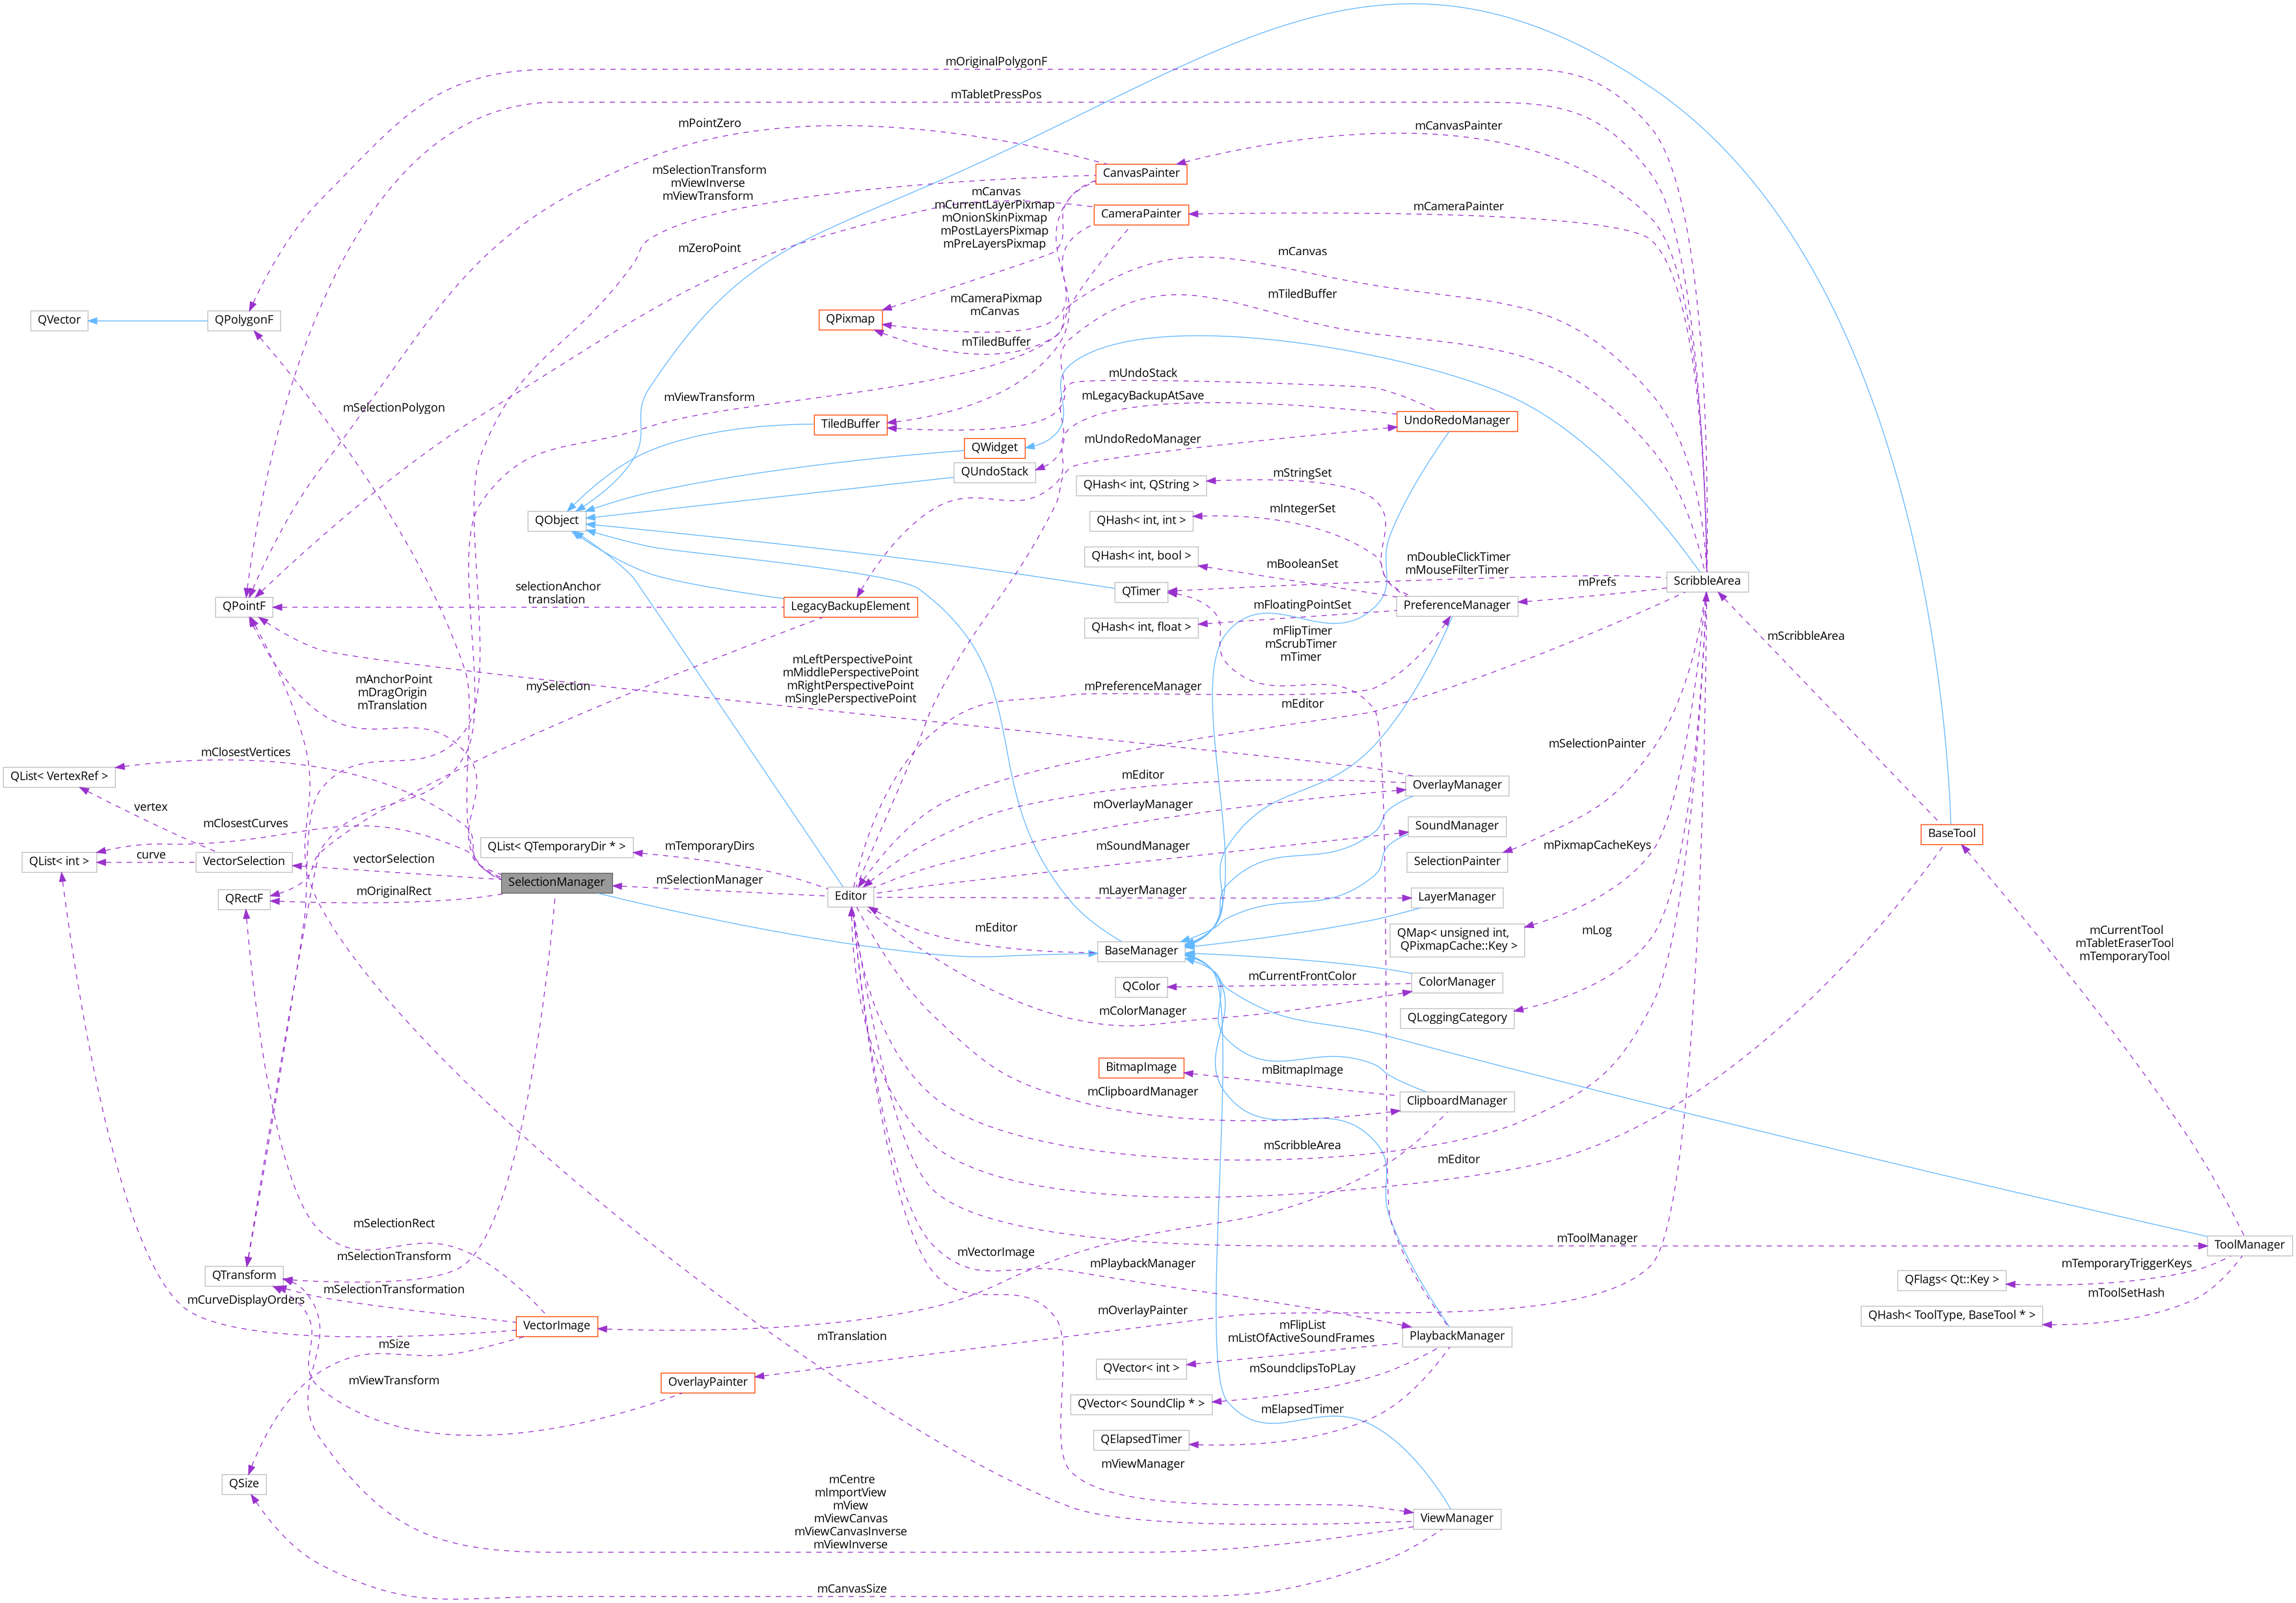 mOriginalPolygonF
mTabletPressPos
mPointZero
mCanvasPainter
mSelectionTransform
mViewInverse
mViewTransform
CanvasPainter
mCanvas
mCurrentLayerPixmap
mOnionSkinPixmap
mPostLayersPixmap
mPreLayersPixmap
CameraPainter
mCameraPainter
mZeroPoint
mCanvas
mTiledBuffer
mCameraPixmap
mCanvas
QVector
QPolygonF
QPixmap
mTiledBuffer
mUndoStack
mLegacyBackupAtSave
mViewTransform
mSelectionPolygon
TiledBuffer
UndoRedoManager
QWidget
mUndoRedoManager
QUndoStack
mStringSet
QHash< int, QString >
mIntegerSet
QObject
QHash< int, int >
QHash< int, bool >
mBooleanSet
mDoubleClickTimer
mMouseFilterTimer
ScribbleArea
mPrefs
selectionAnchor
translation
QTimer
QPointF
LegacyBackupElement
mFloatingPointSet
PreferenceManager
QHash< int, float >
mFlipTimer
mScrubTimer
mTimer
mScribbleArea
mLeftPerspectivePoint
mMiddlePerspectivePoint
mRightPerspectivePoint
mSinglePerspectivePoint
mAnchorPoint
mDragOrigin
mTranslation
mySelection
mPreferenceManager
mEditor
mSelectionPainter
mClosestVertices
QList< VertexRef >
mEditor
OverlayManager
vertex
mOverlayManager
mClosestCurves
SoundManager
BaseTool
QList< int >
curve
VectorSelection
vectorSelection
QList< QTemporaryDir * >
mTemporaryDirs
mSoundManager
SelectionPainter
mPixmapCacheKeys
SelectionManager
mSelectionManager
mOriginalRect
QRectF
Editor
mLayerManager
LayerManager
mEditor
BaseManager
QMap< unsigned int,
QPixmapCache::Key >
mLog
mCurrentTool
mTabletEraserTool
mTemporaryTool
QColor
mCurrentFrontColor
ColorManager
mColorManager
QLoggingCategory
BitmapImage
mBitmapImage
mClipboardManager
ClipboardManager
mScribbleArea
mEditor
mSelectionRect
mSelectionTransform
mVectorImage
mToolManager
ToolManager
mPlaybackManager
QTransform
mSelectionTransformation
QFlags< Qt::Key >
mTemporaryTriggerKeys
mCurveDisplayOrders
mToolSetHash
QHash< ToolType, BaseTool * >
VectorImage
mOverlayPainter
mTranslation
mFlipList
mListOfActiveSoundFrames
PlaybackManager
mSize
QVector< int >
mSoundclipsToPLay
mViewTransform
OverlayPainter
QVector< SoundClip * >
mElapsedTimer
QElapsedTimer
mViewManager
QSize
mCentre
mImportView
mView
mViewCanvas
mViewCanvasInverse
mViewInverse
ViewManager
mCanvasSize